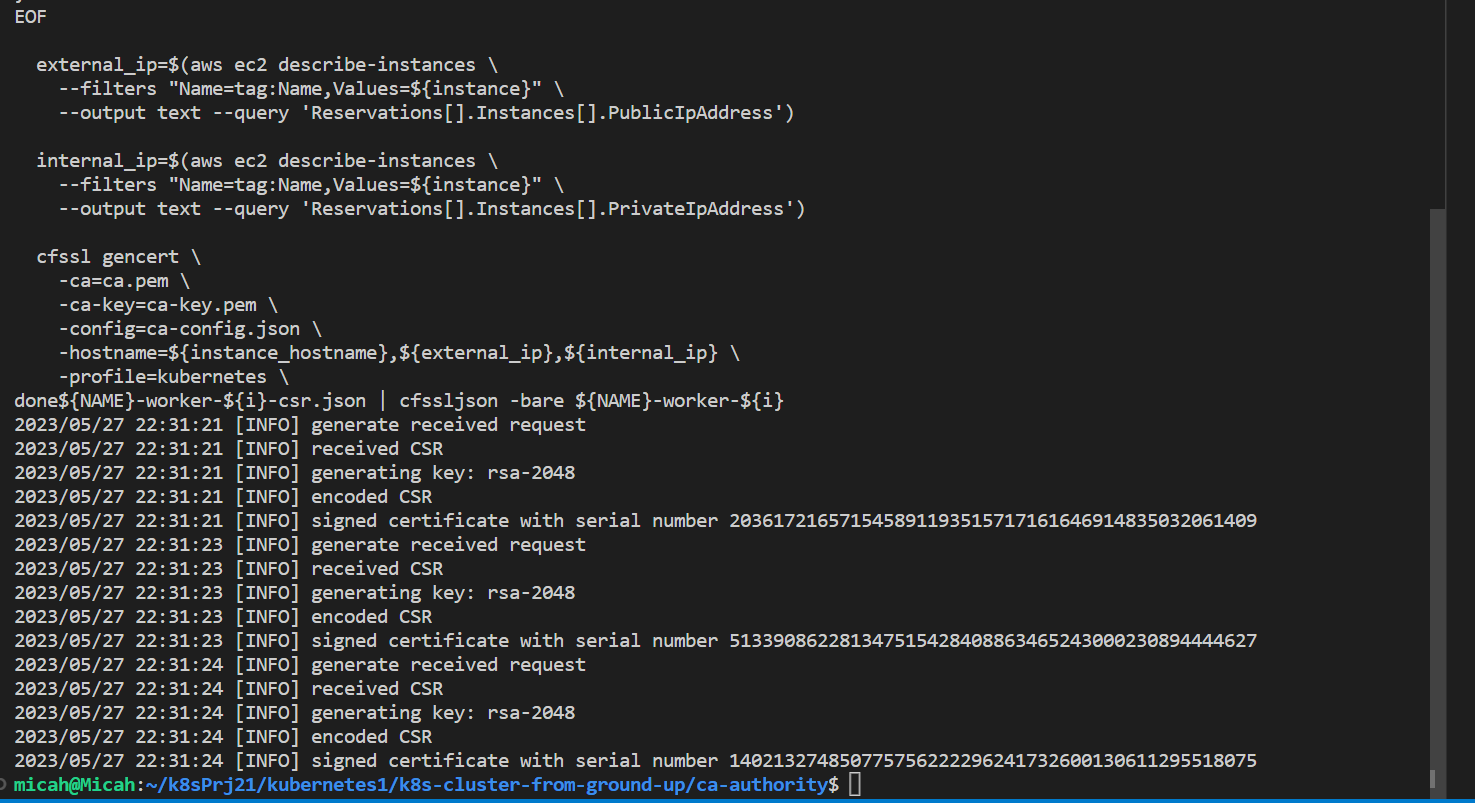 EOF
  external_ip=$(aws ec2 describe-instances \
    --filters "Name=tag:Name,Values=${instance}" \
    --output text --query 'Reservations[].Instances[].PublicIpAddress')
  internal_ip=$(aws ec2 describe-instances \
    --filters "Name=tag:Name,Values=${instance}" \
    --output text --query 'Reservations[].Instances[].PrivateIpAddress')
  cfssl gencert \
    -ca=ca.pem \
    -ca-key=ca-key.pem \
    -config=ca-config.json \
    -hostname=${instance_hostname},${external_ip},${internal_ip} \
    -profile=kubernetes \
done${NAME}-worker-${i}-csr.json | cfssljson -bare ${NAME}-worker-${i}
2023/05/27 22:31:21 [INFO] generate received request
2023/05/27 22:31:21 [INFO] received CSR
2023/05/27 22:31:21 [INFO] generating key: rsa-2048
2023/05/27 22:31:21 [INFO] encoded CSR
2023/05/27 22:31:21 [INFO] signed certificate with serial number 203617216571545891193515717161646914835032061409
2023/05/27 22:31:23 [INFO] generate received request
2023/05/27 22:31:23 [INFO] received CSR
2023/05/27 22:31:23 [INFO] generating key: rsa-2048
2023/05/27 22:31:23 [INFO] encoded CSR
2023/05/27 22:31:23 [INFO] signed certificate with serial number 513390862281347515428408863465243000230894444627
2023/05/27 22:31:24 [INFO] generate received request
2023/05/27 22:31:24 [INFO] received CSR
2023/05/27 22:31:24 [INFO] generating key: rsa-2048
2023/05/27 22:31:24 [INFO] encoded CSR
2023/05/27 22:31:24 [INFO] signed certificate with serial number 140213274850775756222296241732600130611295518075
micah@Micah:~/k8sPrj21/kubernetes1/k8s-cluster-from-ground-up/ca-authority$